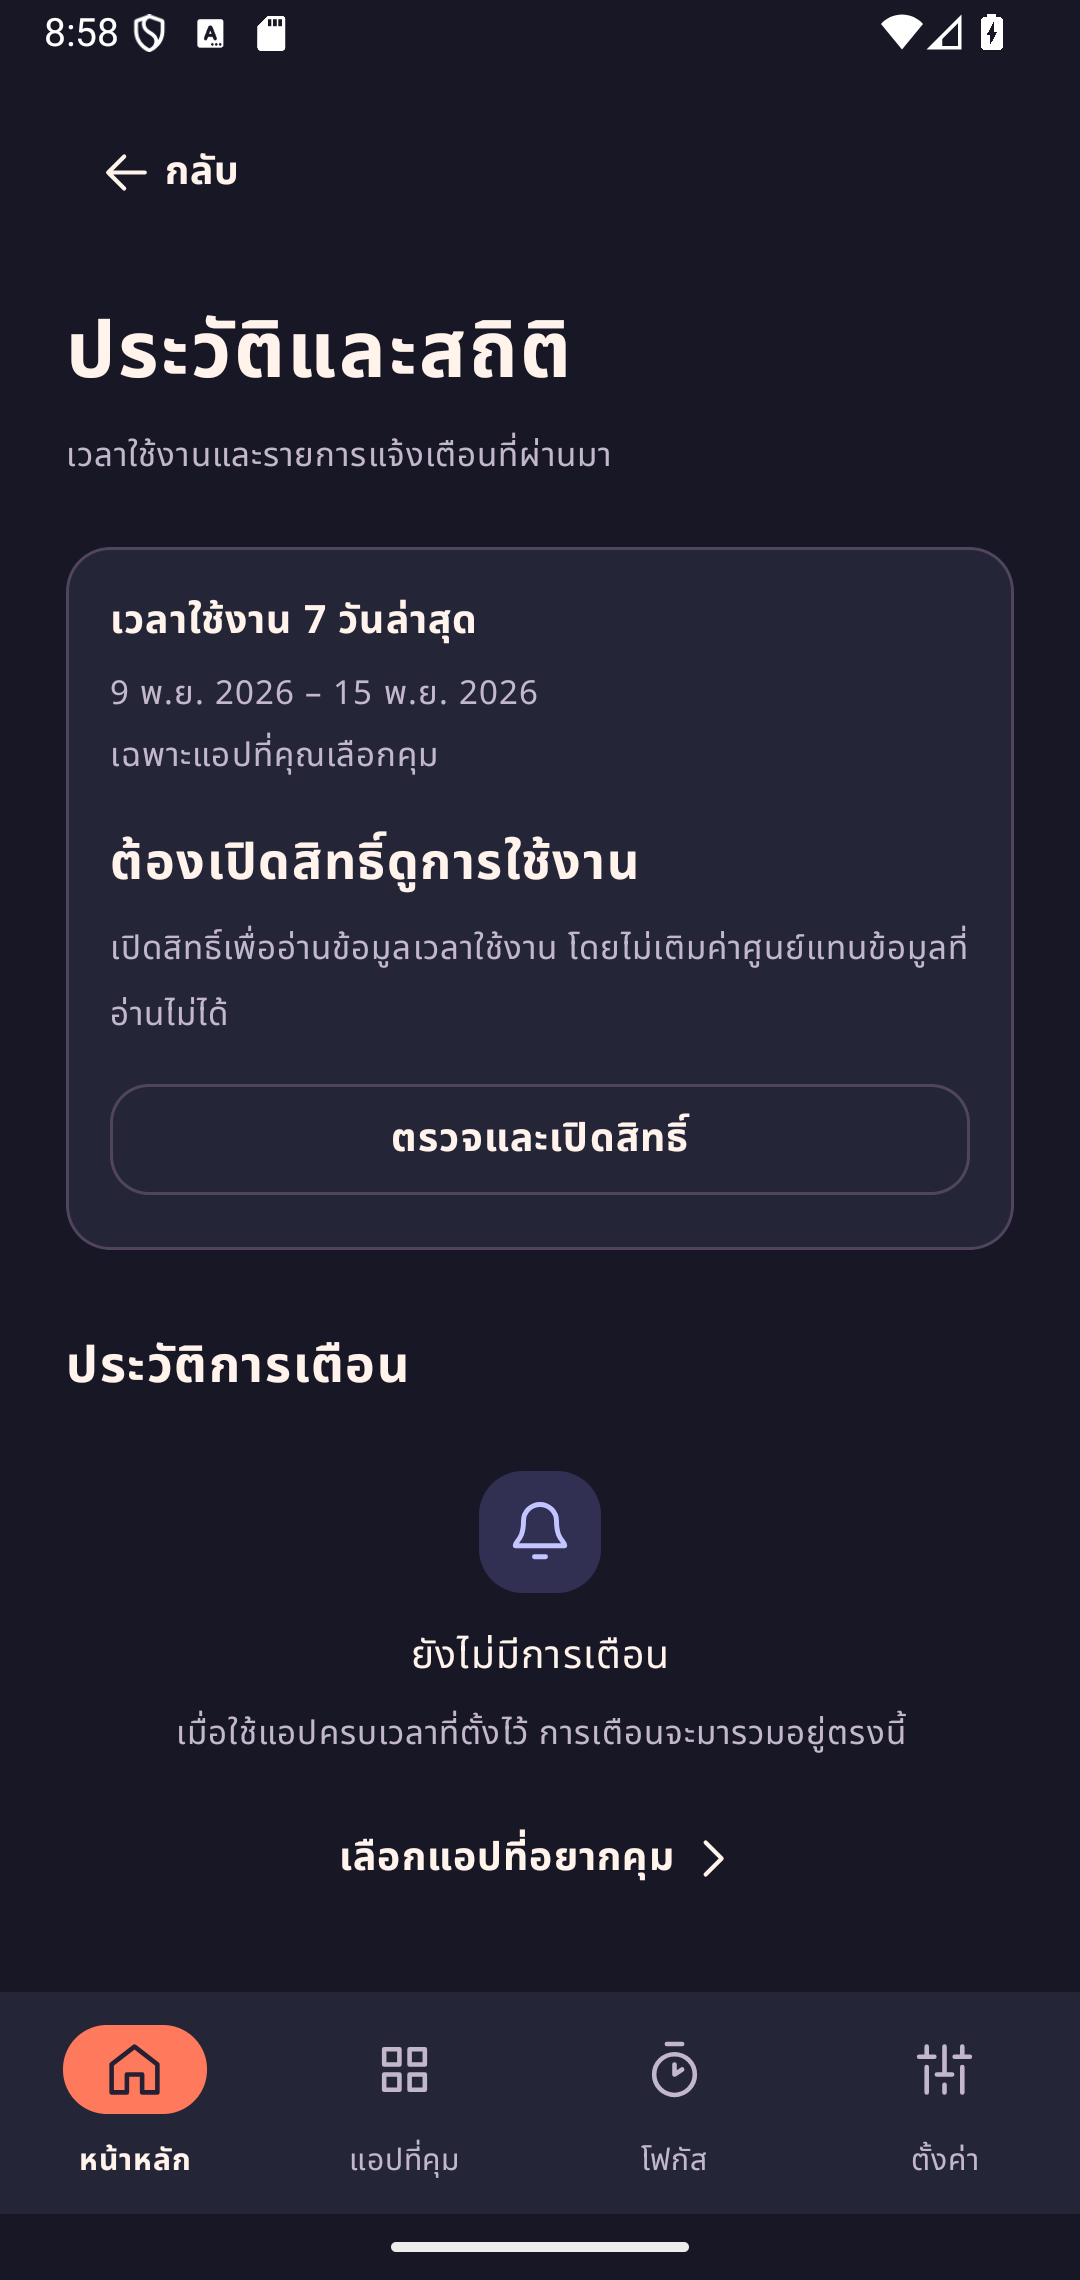 8:58
กลับ
ประวัติและสถิติ
เวลาใช้งานและรายการแจ้งเตือนที่ผ่านมา
เวลาใช้งาน 7 วันล่าสุด
9 พ.ย. 2026 – 15 พ.ย. 2026
เฉพาะแอปที่คุณเลือกคุม
ต้องเปิดสิทธิ์ดูการใช้งาน
เปิดสิทธิ์เพื่ออ่านข้อมูลเวลาใช้งาน โดยไม่เติมค่าศูนย์แทนข้อมูลที่
อ่านไม่ได้
ตรวจและเปิดสิทธิ์
ประวัติการเตือน
ยังไม่มีการเตือน
เมื่อใช้แอปครบเวลาที่ตั้งไว้ การเตือนจะมารวมอยู่ตรงนี้
เลือกแอปที่อยากคุม
หน้าหลัก
แอปที่คุม
โฟกัส
ตั้งค่า